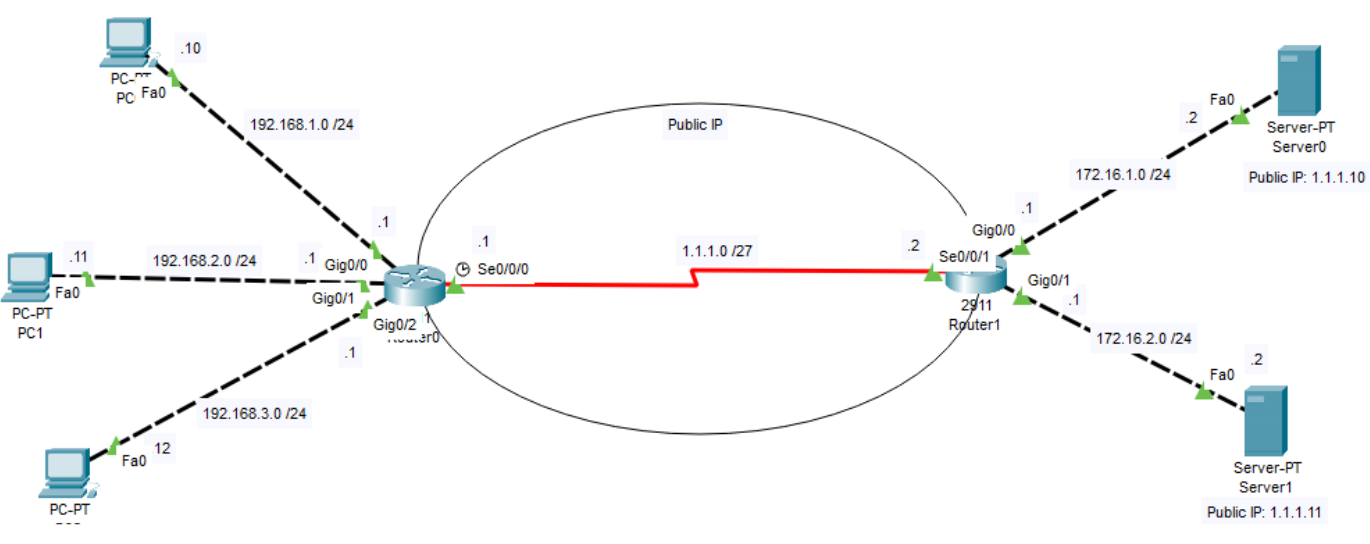 .10
PC-PT
Fa0
192.168.1.0 /24
.1
.11
Fa0
PC-PT
PC1
192.168.2.0 /24
.1
Gig0/0
Gig0/1
Gig0/2
.1
192.168.3.0 /24
12
Fa0
PC-PT
Public IP
.1
Se0/0/0
1.1.1.0 /27
.2
Se0/0/1
2911
Router1
Gig0/0
.1
172.16.1.0 /24
.2
Fa0
Server-PT
Server0
Public IP: 1.1.1.10
Gig0/1
.1
172.16.2.0 /24
Fa0
.2
Server-PT
Server1
Public IP: 1.1.1.11